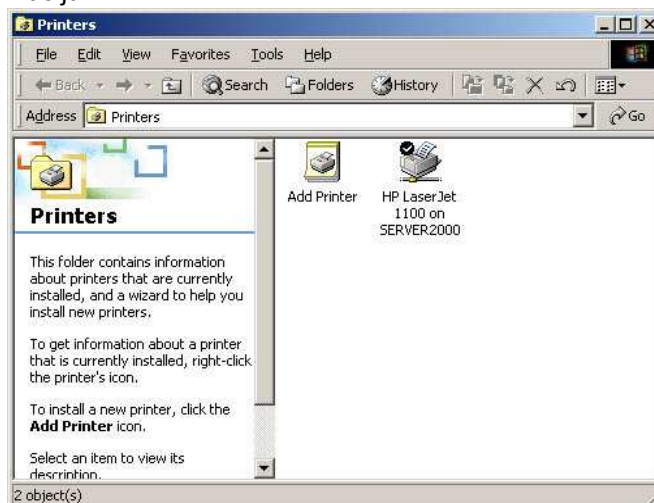 Printers
File Edit View Favorites Tools Help
Back Search Folders History
Address Printers Go
Add Printer
HP LaserJet
1100 on
SERVER2000
Printers
This folder contains information
about printers that are currently
installed, and a wizard to help you
install new printers.
To get information about a printer
that is currently installed, right-click
the printer's icon.
To install a new printer, click the
Add Printer icon.
Select an item to view its
description.
2 object(s)